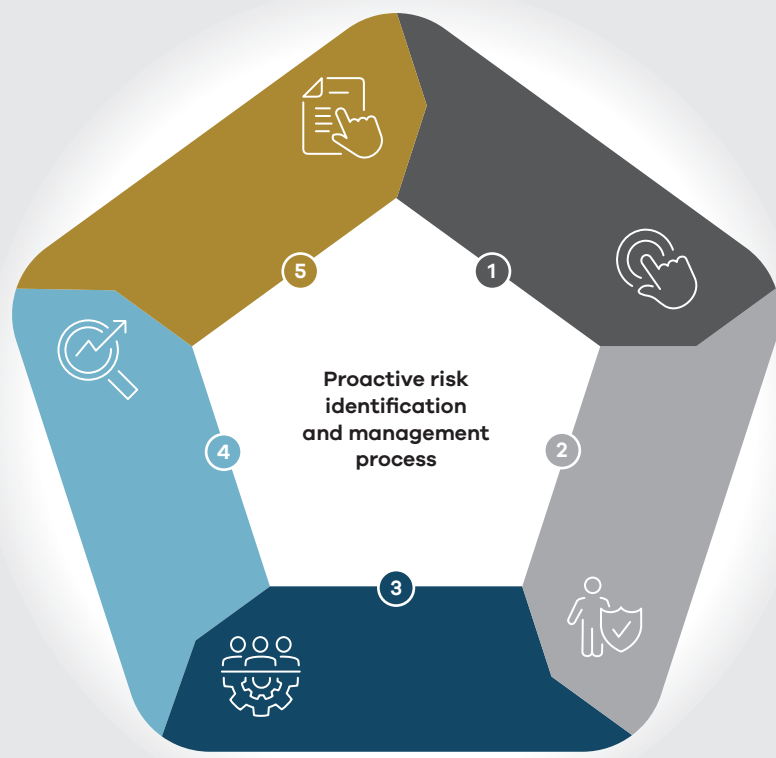 5
1
Proactive risk
identification
and management
process
4
2
3